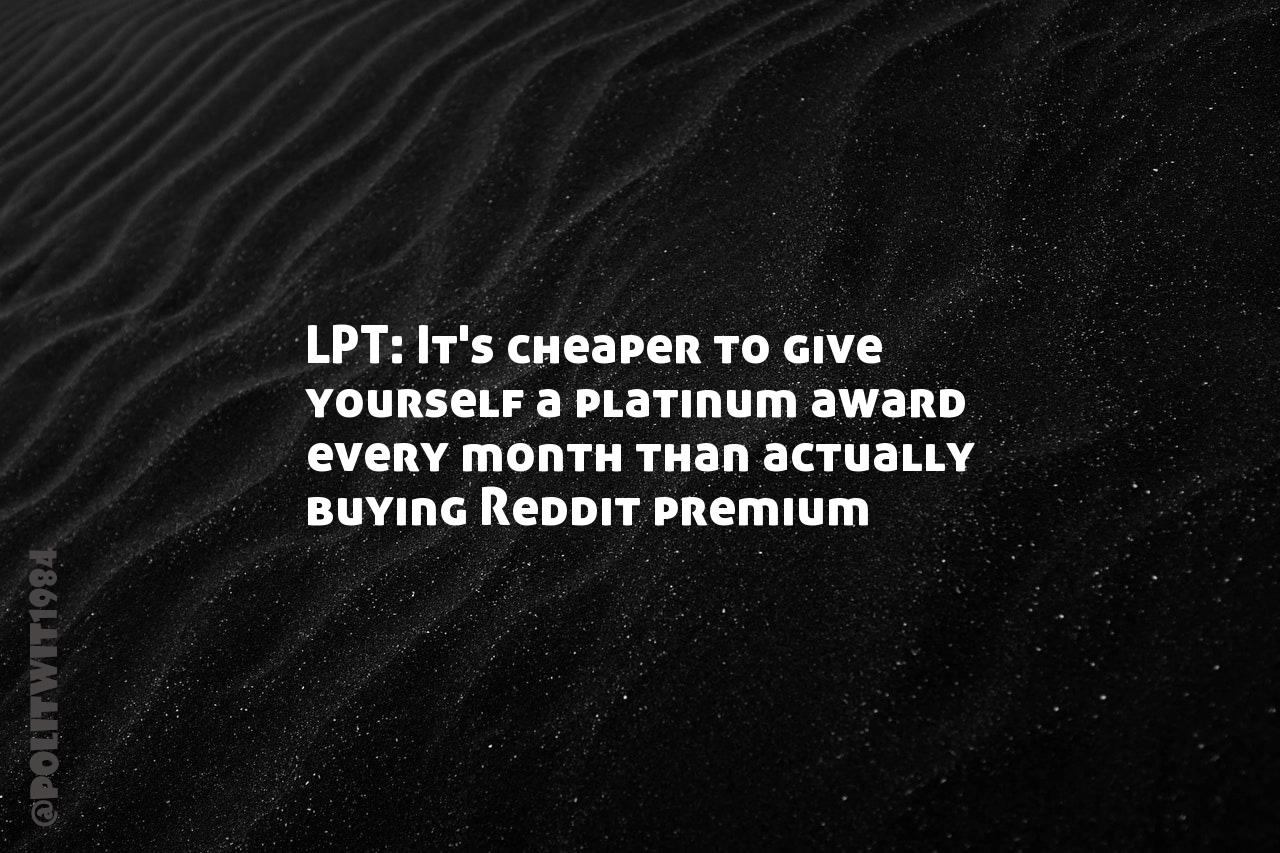 LPT: It's cheaper to give
yourself a platinum award
every month than actually
buying Reddit premium
@POLITWIT1984